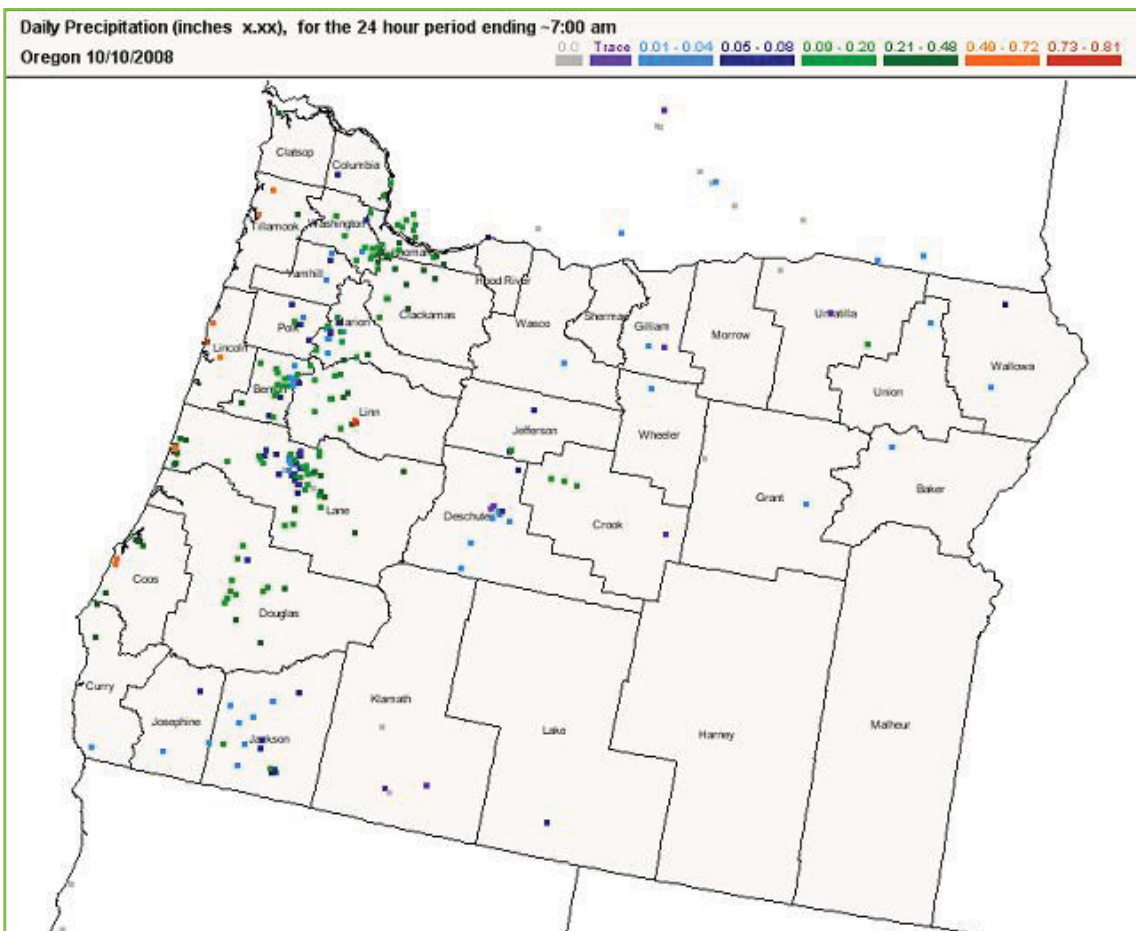 Daily Precipitation (inches x.xx), for the 24 hour period ending ~7:00 am
Oregon 10/10/2008
0.0 Trace 0.01 - 0.04 0.05 - 0.08 0.09 - 0.20 0.21 - 0.48 0.49 - 0.72 0.73 - 0.81
Clatsop
Columbia
Tillamook
Washington
Yamhill
Hood River
Clackamas
Polk
Marion
Wasco
Sherman
Gilliam
Morrow
Umatilla
Lincoln
Wallowa
Union
Linn
Jefferson
Wheeler
Baker
Grant
Lane
Deschutes
Crook
Coos
Douglas
Curry
Klamath
Josephine
Jackson
Lake
Harney
Malheur